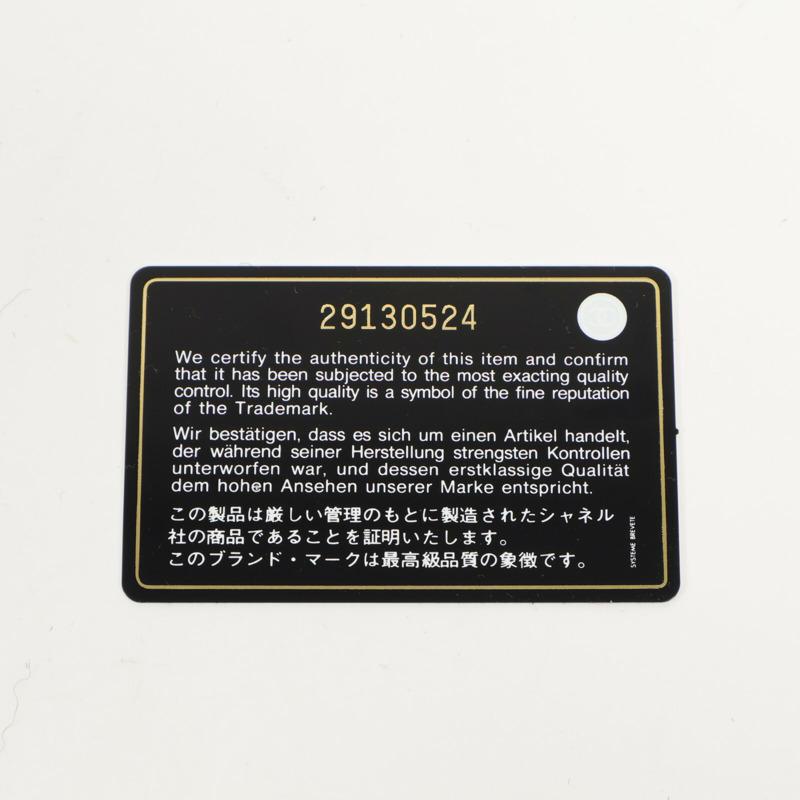 29130524
We certify the authenticity of this item and confirm
that it has been subjected to the most exacting quality
control. Its high quality is a symbol of the fine reputation
of the Trademark.
Wir bestätigen, dass es sich um einen Artikel handelt,
der während seiner Herstellung strengsten Kontrollen
unterworfen war, und dessen erstklassige Qualität
dem hohen Ansehen unserer Marke entspricht.
この製品は厳しい管理のもとに製造されたシャネル
社の商品であることを証明いたします。
このブランド・マークは最高級品質の象徴です。
SYSTEME BREVETE